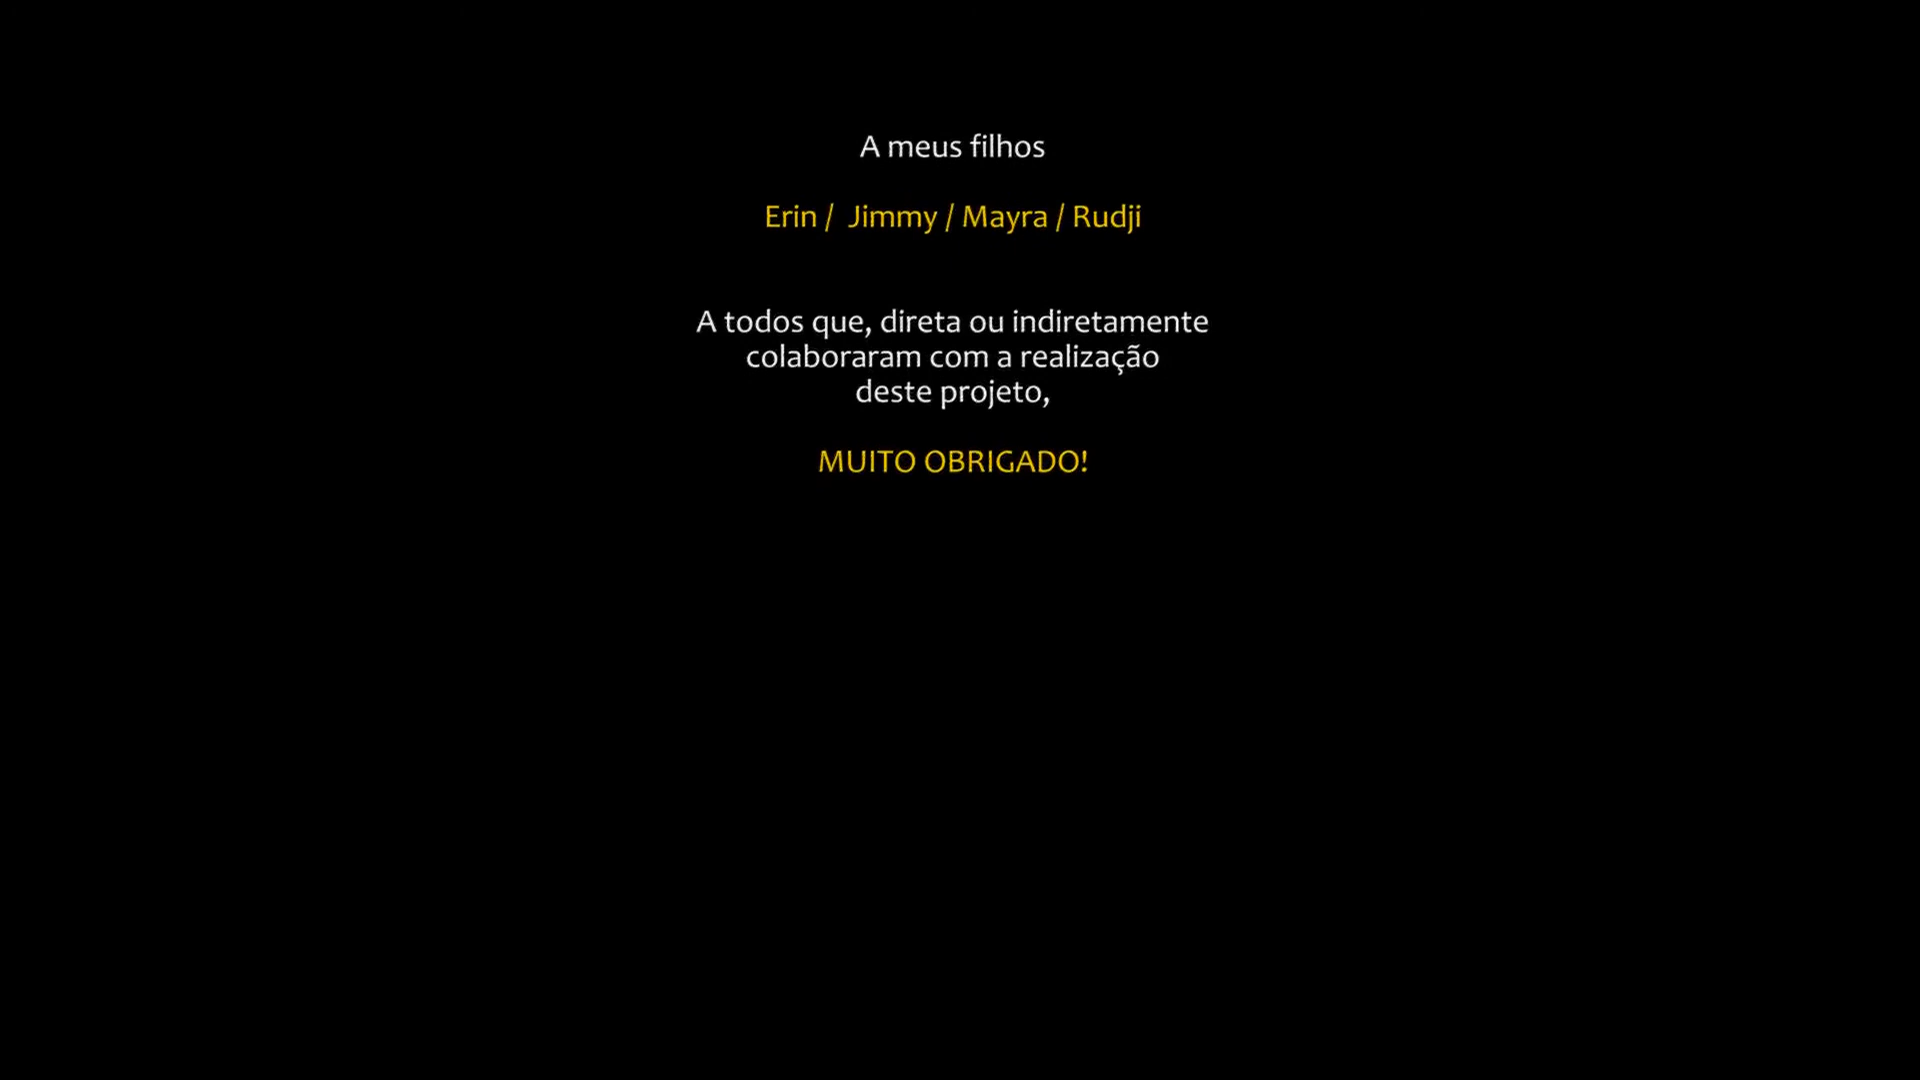 A meus filhos
Erin /  Jimmy / Mayra / Rudji
A todos que, direta ou indiretamente
colaboraram com a realização
deste projeto,
MUITO OBRIGADO!